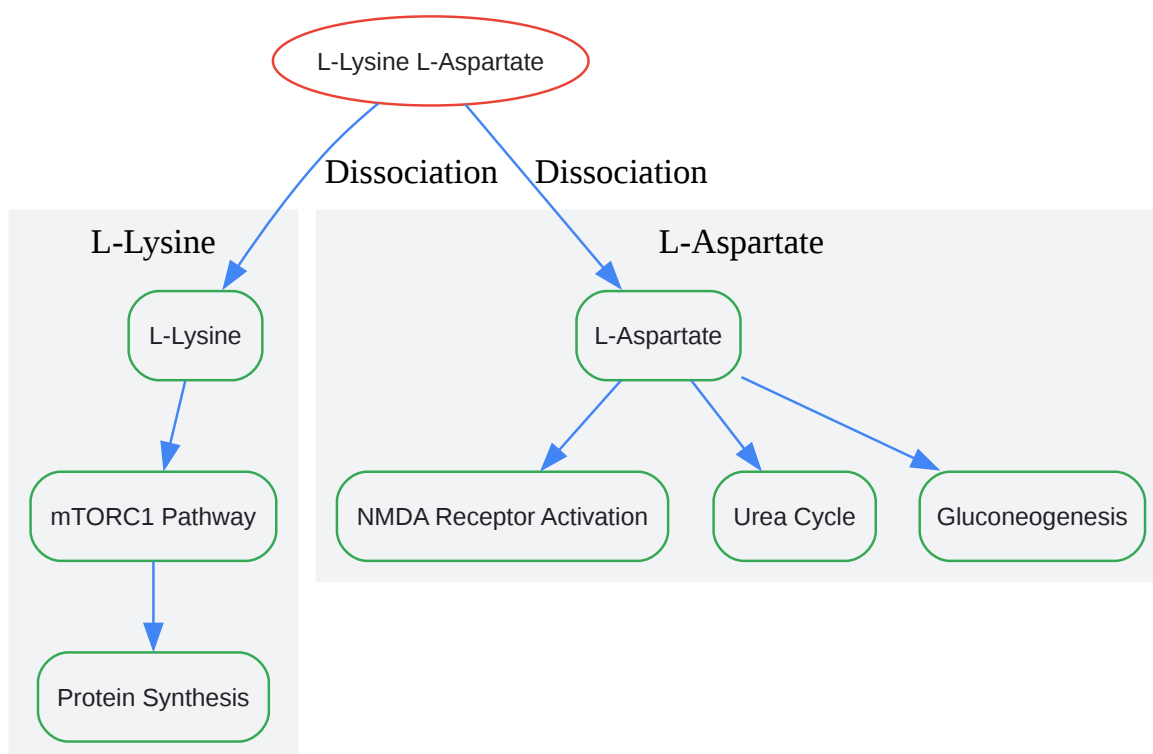 L-Lysine L-Aspartate
Dissociation
Dissociation
L-Lysine
L-Aspartate
L-Lysine
L-Aspartate
mTORC1 Pathway
NMDA Receptor Activation
Urea Cycle
Gluconeogenesis
Protein Synthesis